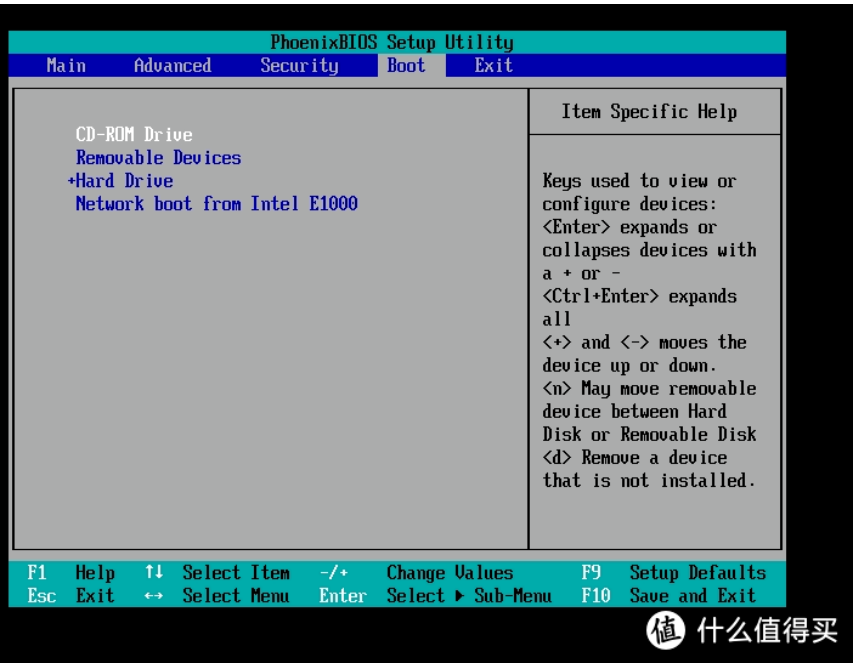 PhoenixBIOS Setup Utility
Main Advanced Security Boot Exit
CD-ROM Drive
Removable Devices
+Hard Drive
Network boot from Intel E1000
Item Specific Help
Keys used to view or
configure devices:
<Enter> expands or
collapses devices with
a + or -
<Ctrl+Enter> expands
all
<+> and <-> moves the
device up or down.
<n> May move removable
device between Hard
Disk or Removable Disk
<d> Remove a device
that is not installed.
F1 Help ↑↓ Select Item -/+ Change Values F9 Setup Defaults
Esc Exit ↔ Select Menu Enter Select ▶ Sub-Menu F10 Save and Exit
值 什么值得买